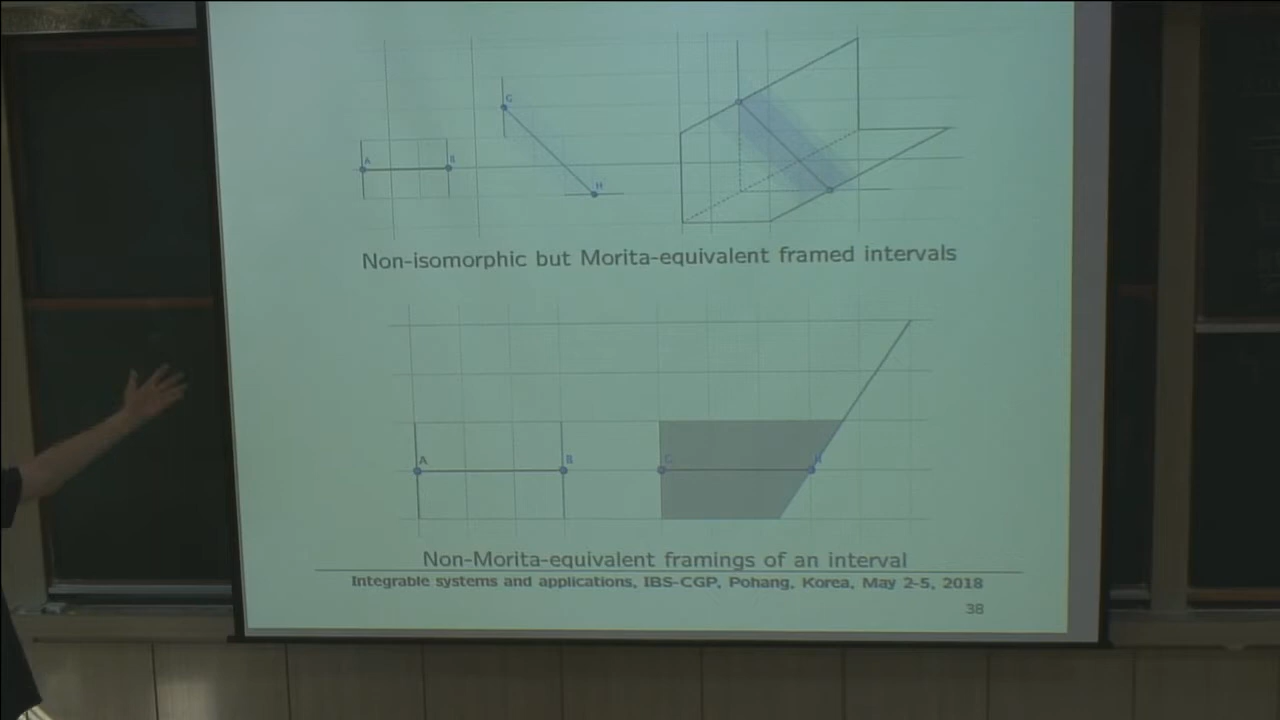 A B
G
H
Non-isomorphic but Morita-equivalent framed intervals
A B G H
Non-Morita-equivalent framings of an interval
Integrable systems and applications, IBS-CGP, Pohang, Korea, May 2-5, 2018
38